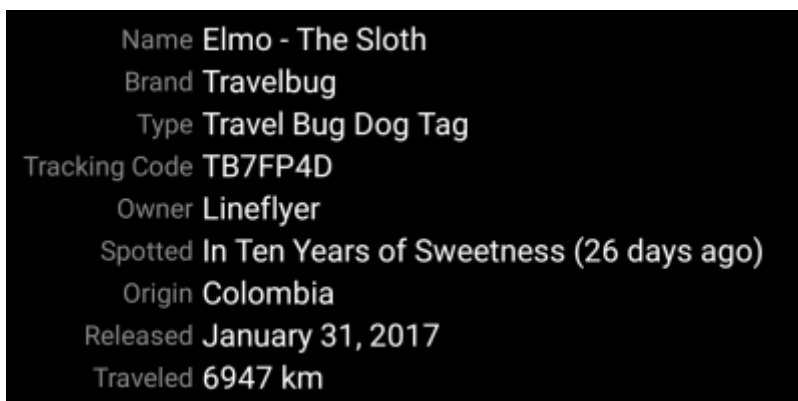 Name Elmo - The Sloth
Brand Travelbug
Type Travel Bug Dog Tag
Tracking Code TB7FP4D
Owner Lineflyer
Spotted In Ten Years of Sweetness (26 days ago)
Origin Colombia
Released January 31, 2017
Traveled 6947 km